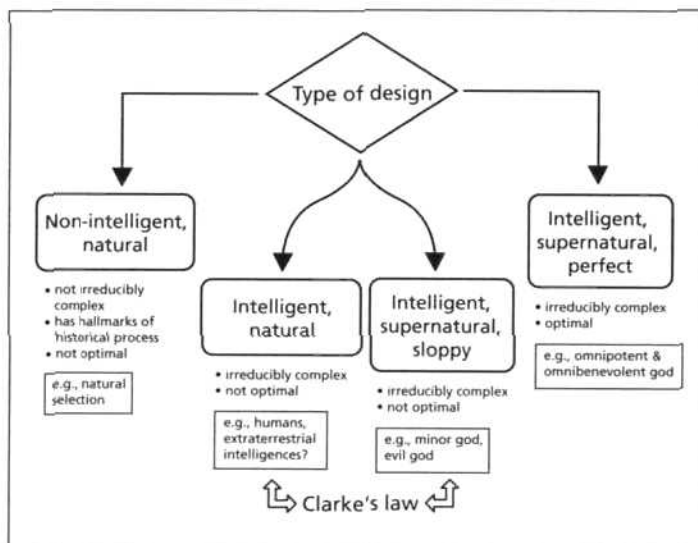 Type of design
Non-intelligent,
natural
• not irreducibly
complex
• has hallmarks of
historical process
• not optimal
e.g., natural
selection
Intelligent,
natural
• irreducibly complex
• not optimal
e.g., humans,
extraterrestrial
intelligences?
Intelligent,
supernatural,
sloppy
• irreducibly complex
• not optimal
e.g., minor god,
evil god
Intelligent,
supernatural,
perfect
• irreducibly complex
• optimal
e.g., omnipotent &
omnibenevolent god
Clarke's law